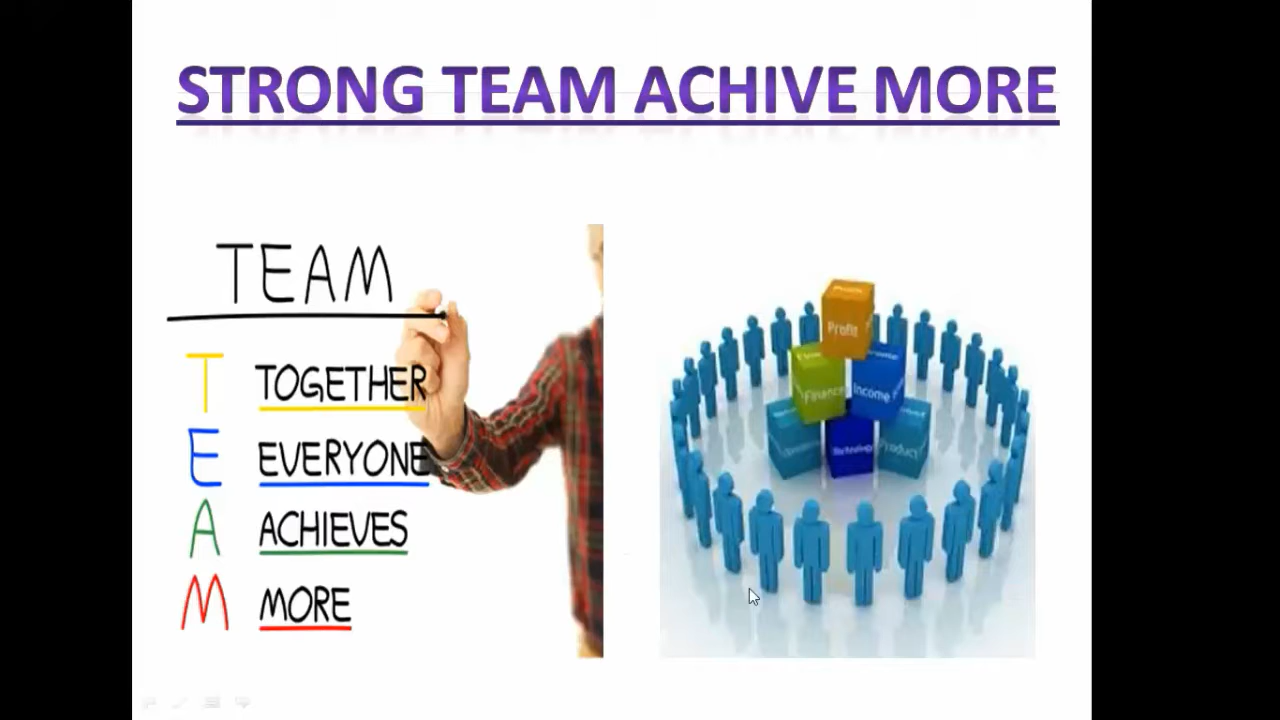 STRONG TEAM ACHIVE MORE
TEAM
T TOGETHER
E EVERYONE
A ACHIEVES
M MORE
Profit
Finance
Income
Technology
Product